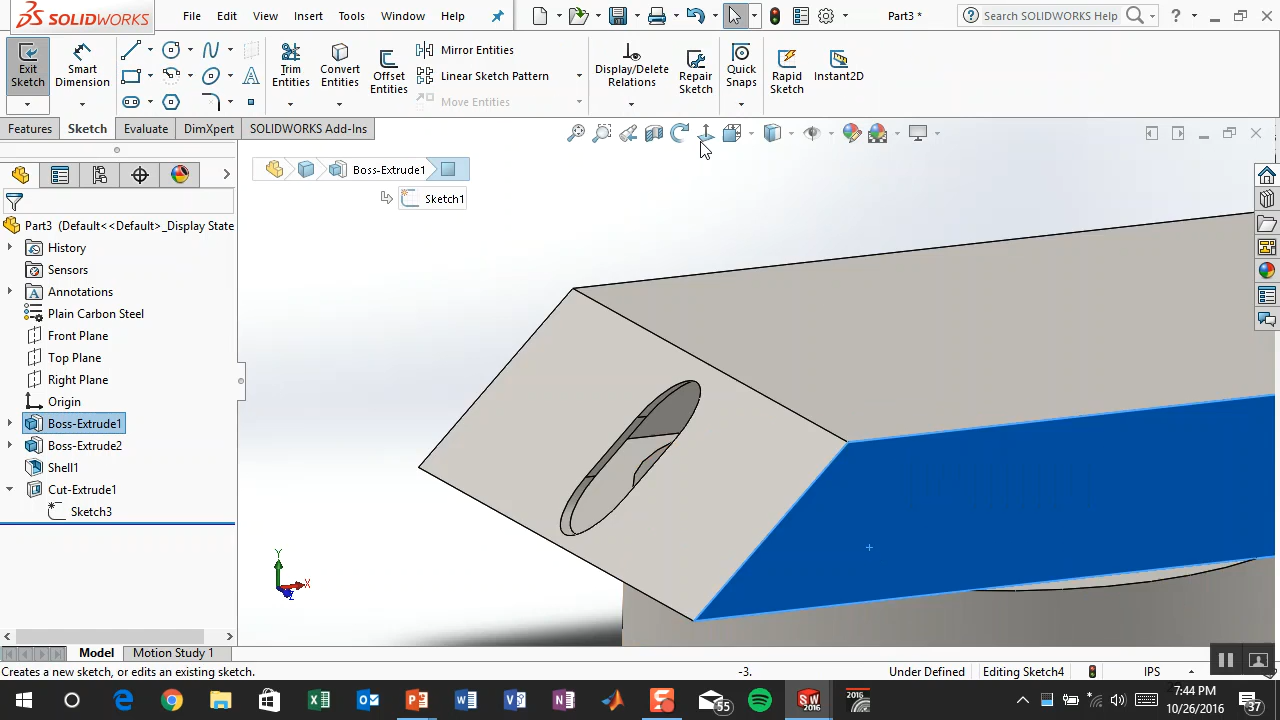 SOLIDWORKS File Edit View Insert Tools Window Help Part3 * Search SOLIDWORKS Help ?
Exit Sketch Smart Dimension Trim Entities Convert Entities Offset Entities Mirror Entities Linear Sketch Pattern Move Entities Display/Delete Relations Repair Sketch Quick Snaps Rapid Sketch Instant2D
Features Sketch Evaluate DimXpert SOLIDWORKS Add-Ins
Boss-Extrude1
Sketch1
Part3 (Default<<Default>_Display State
History
Sensors
Annotations
Plain Carbon Steel
Front Plane
Top Plane
Right Plane
Origin
Boss-Extrude1
Boss-Extrude2
Shell1
Cut-Extrude1
Sketch3
Y
X
Z
Model Motion Study 1
Creates a new sketch, or edits an existing sketch. -3. Under Defined Editing Sketch4 IPS
55
SW 2016
2016
7:44 PM
10/26/2016
37